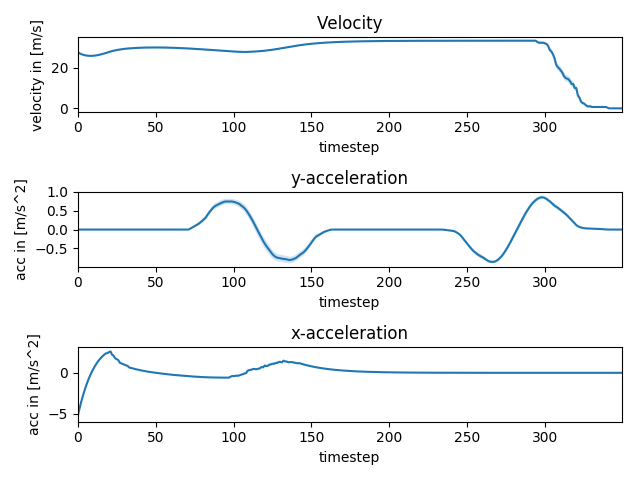 Velocity
velocity in [m/s]
20
0
0 50 100 150 200 250 300
timestep
y-acceleration
acc in [m/s^2]
1.0
0.5
0.0
−0.5
0 50 100 150 200 250 300
timestep
x-acceleration
acc in [m/s^2]
0
−5
0 50 100 150 200 250 300
timestep